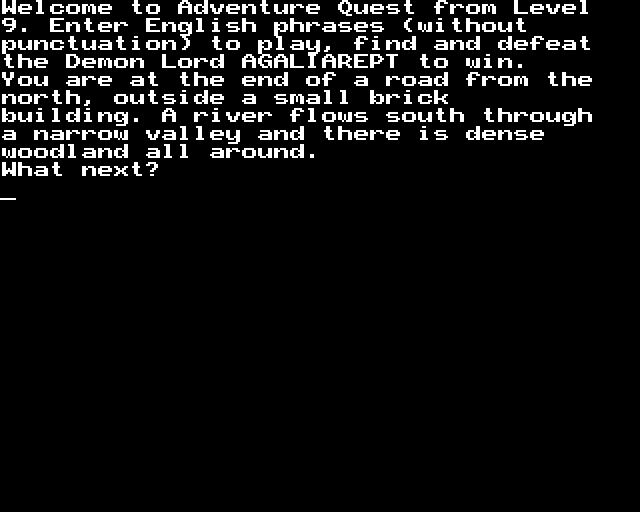 Welcome to Adventure Quest from Level
9. Enter English phrases (without
punctuation) to play, find and defeat
the Demon Lord AGALIAREPT to win.
You are at the end of a road from the
north, outside a small brick
building. A river flows south through
a narrow valley and there is dense
woodland all around.
What next?
_